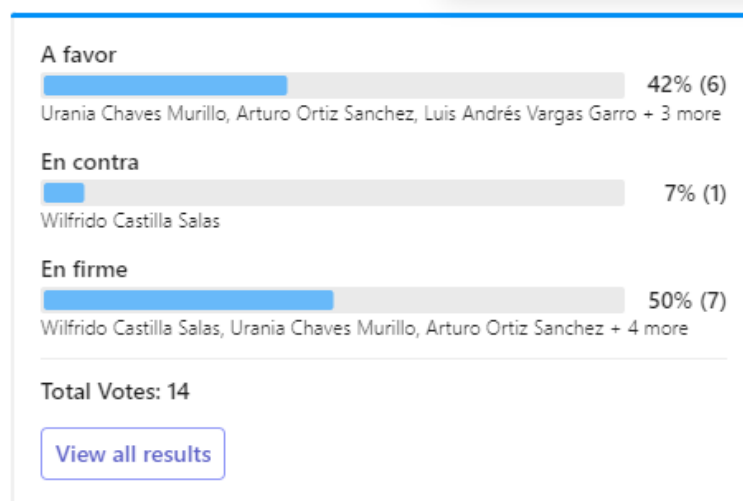 A favor
42% (6)
Urania Chaves Murillo, Arturo Ortiz Sanchez, Luis Andrés Vargas Garro + 3 more
En contra
7% (1)
Wilfrido Castilla Salas
En firme
50% (7)
Wilfrido Castilla Salas, Urania Chaves Murillo, Arturo Ortiz Sanchez + 4 more
Total Votes: 14
View all results